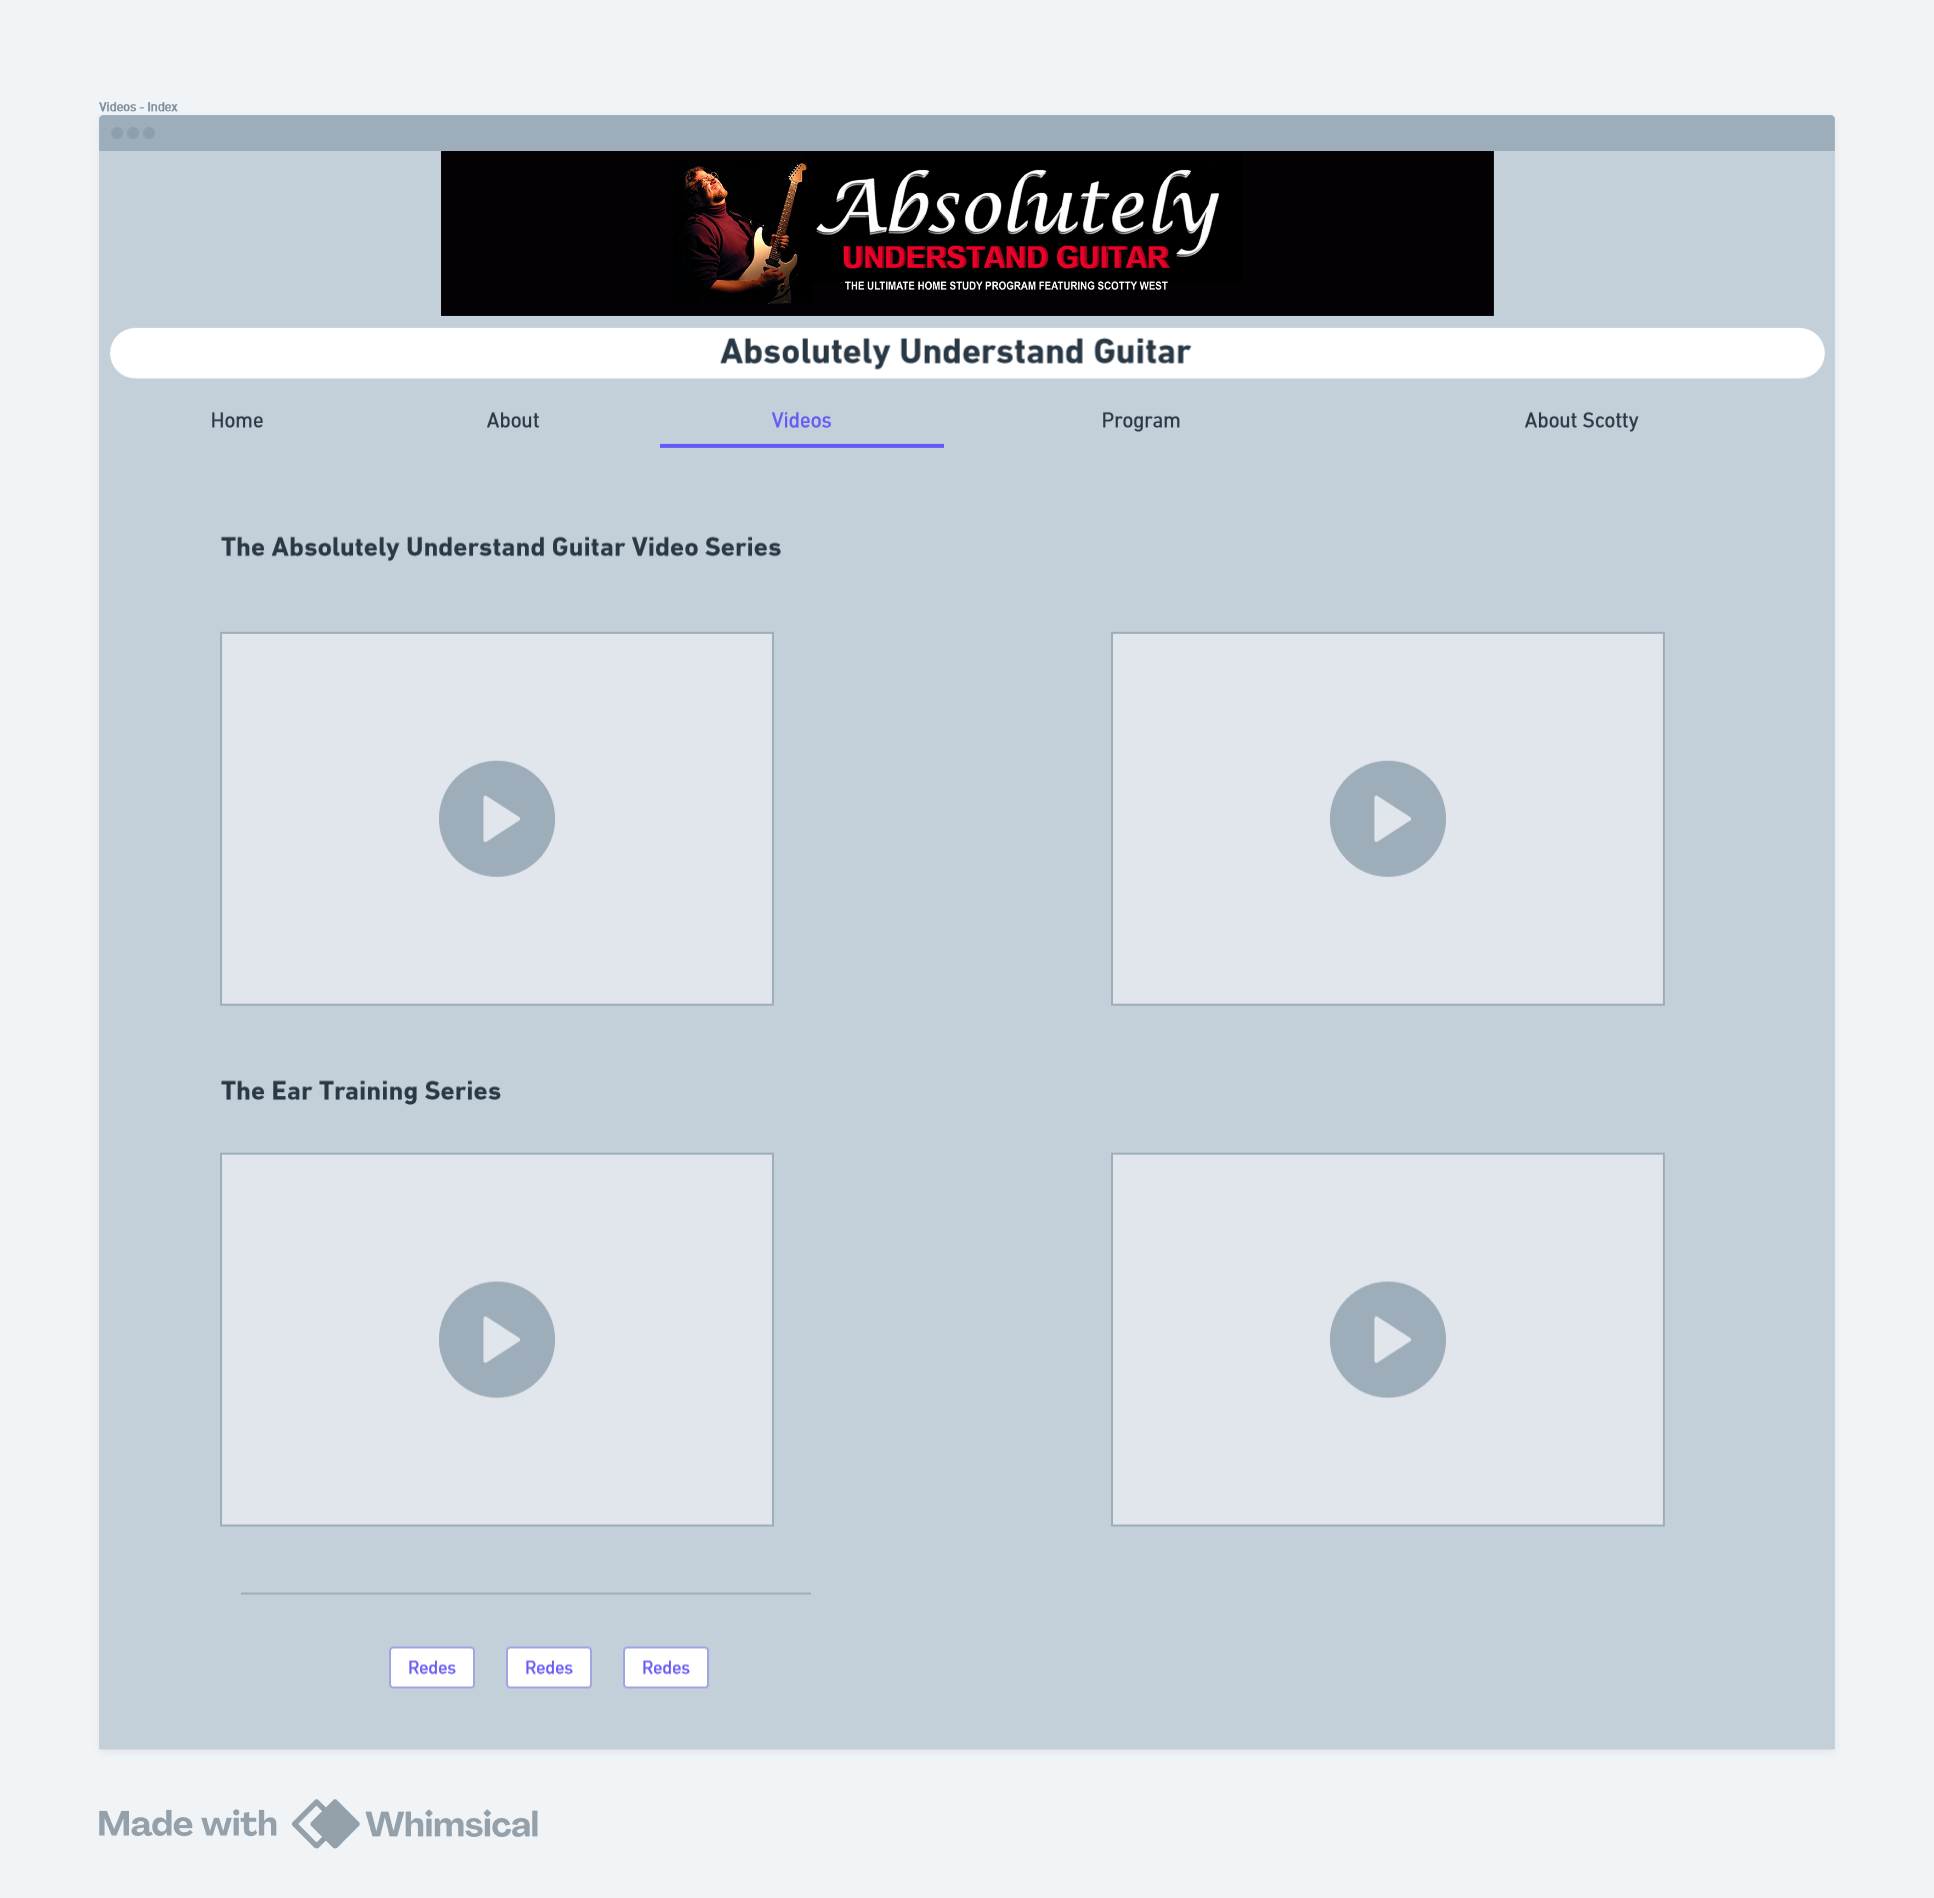 Videos - Index
Absolutely
UNDERSTAND GUITAR
THE ULTIMATE HOME STUDY PROGRAM FEATURING SCOTTY WEST
Absolutely Understand Guitar
Home About Videos Program About Scotty
The Absolutely Understand Guitar Video Series
The Ear Training Series
Redes Redes Redes
Made with Whimsical